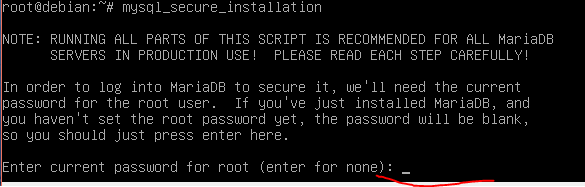 root@debian:~# mysql_secure_installation
NOTE: RUNNING ALL PARTS OF THIS SCRIPT IS RECOMMENDED FOR ALL MariaDB
SERVERS IN PRODUCTION USE!  PLEASE READ EACH STEP CAREFULLY!
In order to log into MariaDB to secure it, we'll need the current
password for the root user.  If you've just installed MariaDB, and
you haven't set the root password yet, the password will be blank,
so you should just press enter here.
Enter current password for root (enter for none): _